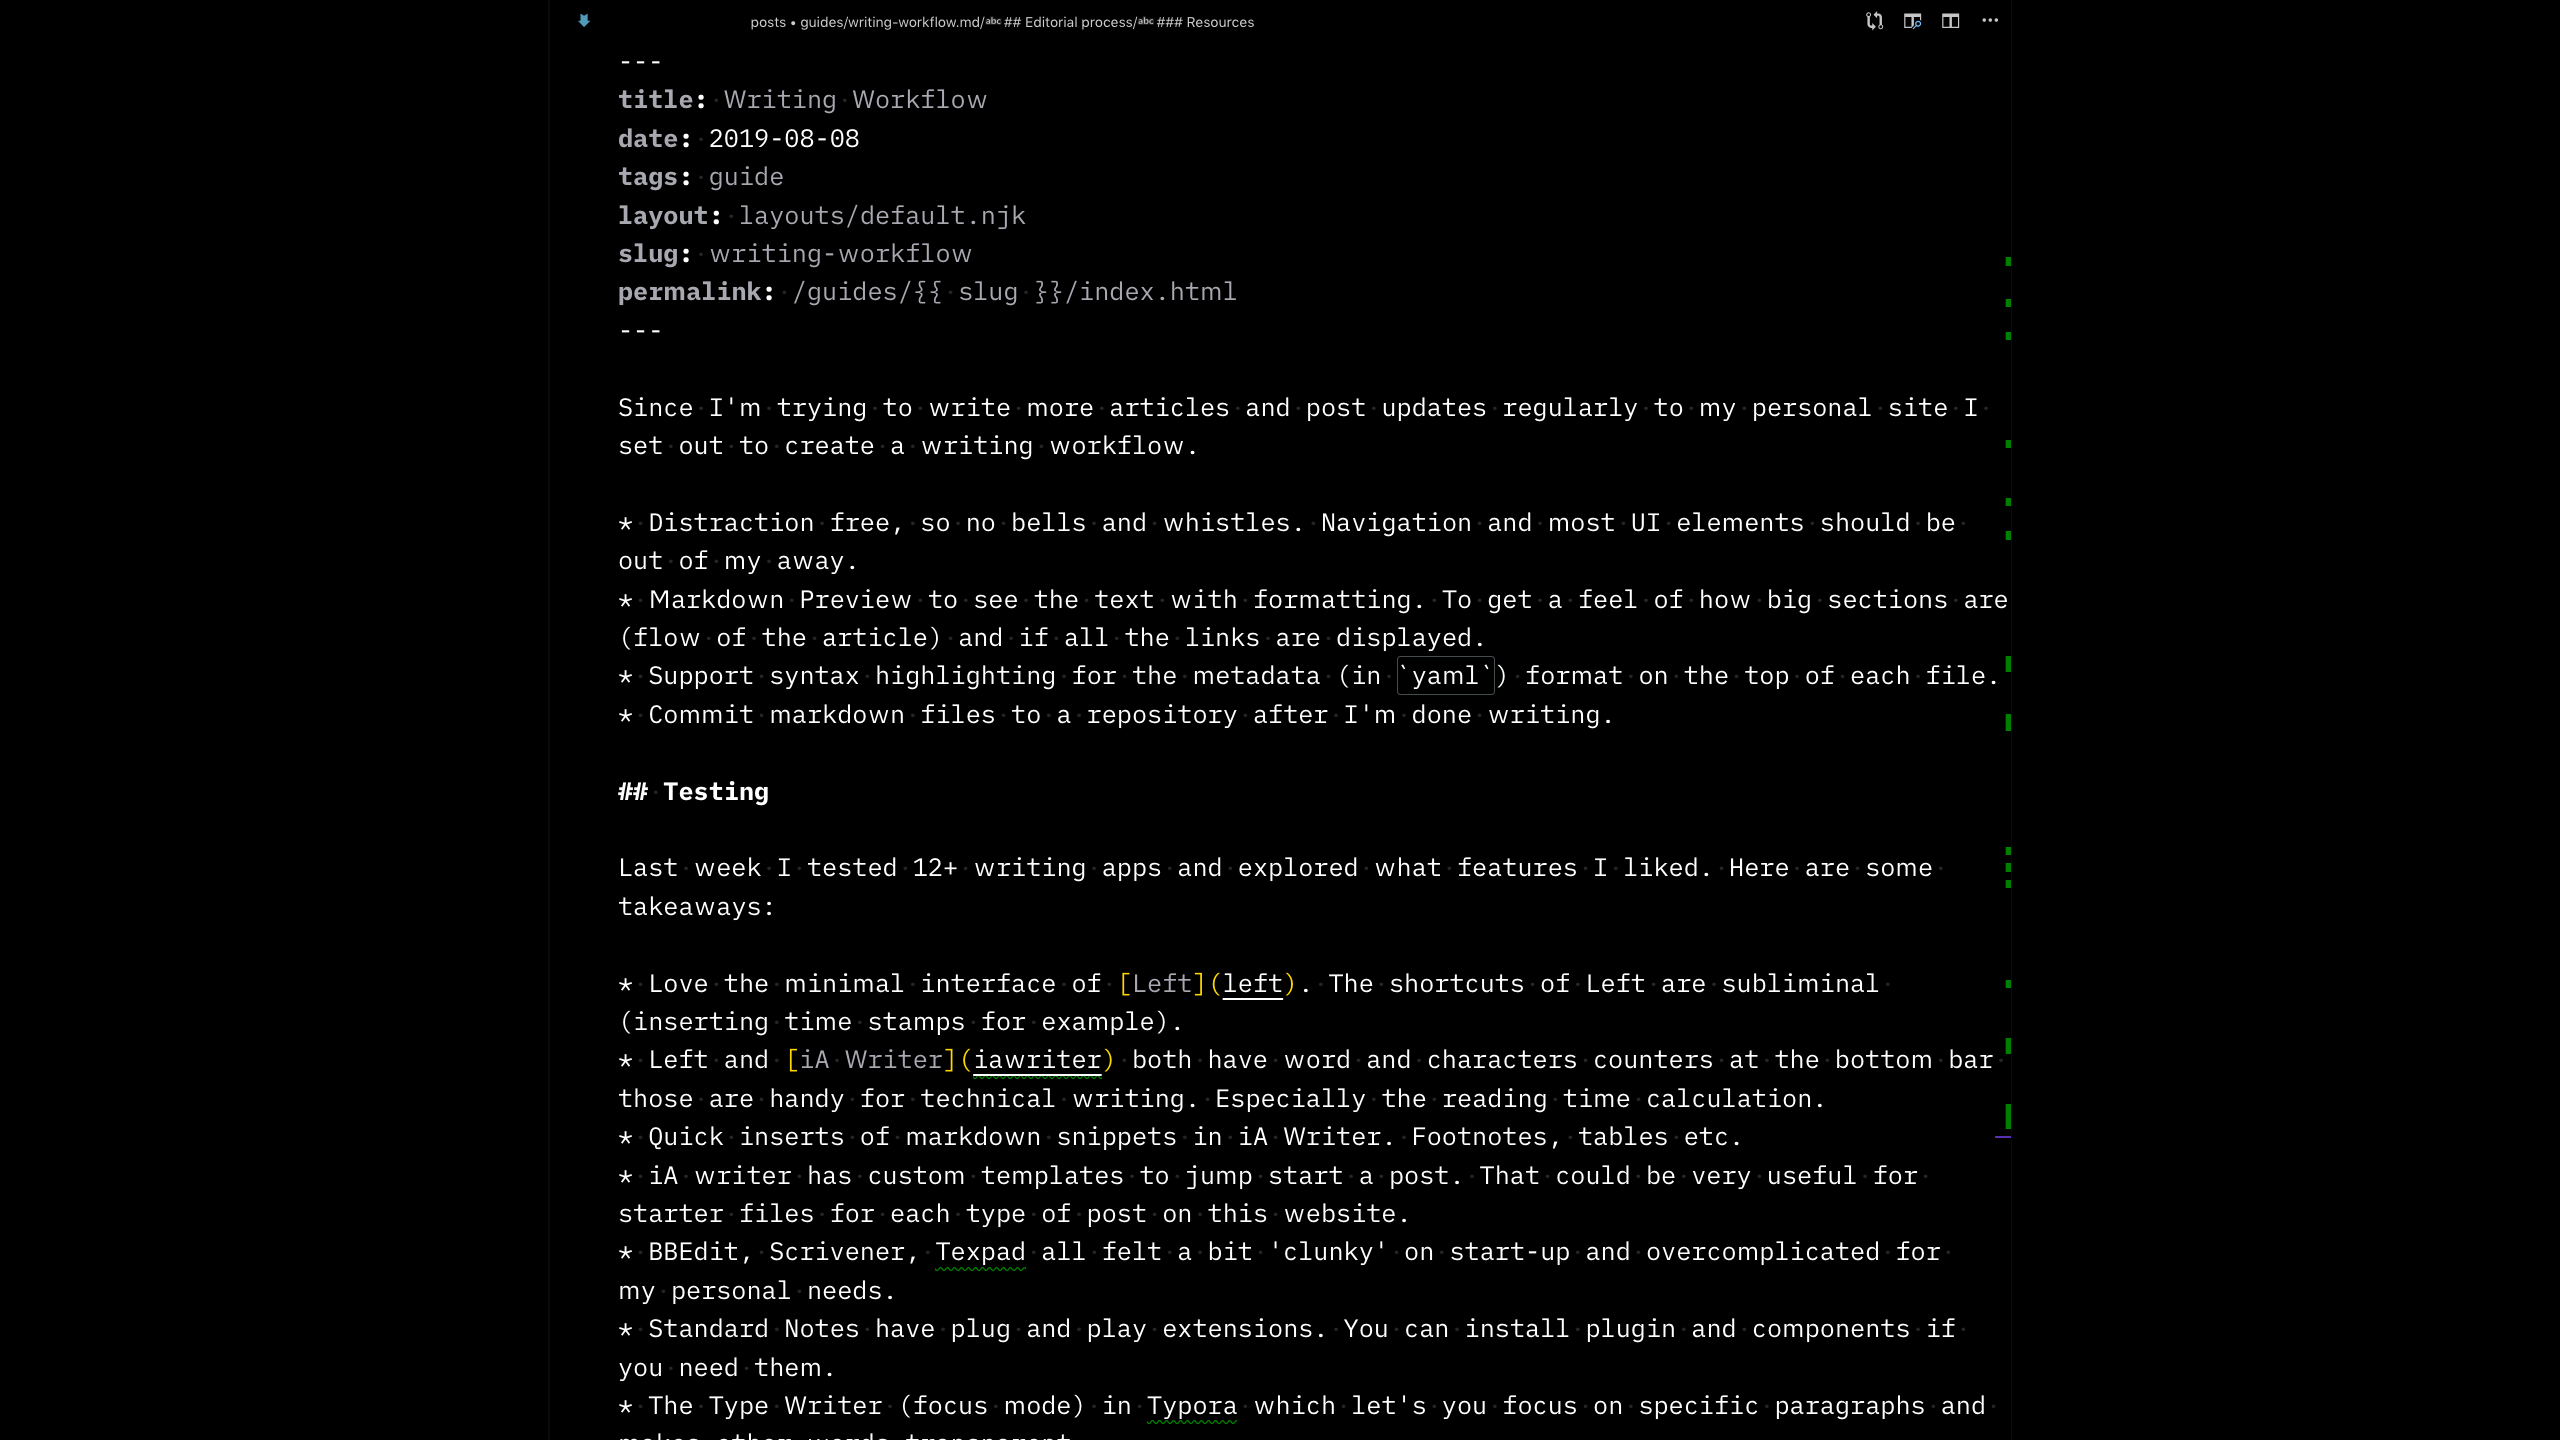 posts • guides/writing-workflow.md/abc ## Editorial process/abc ### Resources
---
title: Writing Workflow
date: 2019-08-08
tags: guide
layout: layouts/default.njk
slug: writing-workflow
permalink: /guides/{{ slug }}/index.html
---
Since I'm trying to write more articles and post updates regularly to my personal site I
set out to create a writing workflow.
* Distraction free, so no bells and whistles. Navigation and most UI elements should be
out of my away.
* Markdown Preview to see the text with formatting. To get a feel of how big sections are
(flow of the article) and if all the links are displayed.
* Support syntax highlighting for the metadata (in `yaml`) format on the top of each file.
* Commit markdown files to a repository after I'm done writing.
## Testing
Last week I tested 12+ writing apps and explored what features I liked. Here are some
takeaways:
* Love the minimal interface of [Left](left). The shortcuts of Left are subliminal
(inserting time stamps for example).
* Left and [iA Writer](iawriter) both have word and characters counters at the bottom bar
those are handy for technical writing. Especially the reading time calculation.
* Quick inserts of markdown snippets in iA Writer. Footnotes, tables etc.
* iA writer has custom templates to jump start a post. That could be very useful for
starter files for each type of post on this website.
* BBEdit, Scrivener, Texpad all felt a bit 'clunky' on start-up and overcomplicated for
my personal needs.
* Standard Notes have plug and play extensions. You can install plugin and components if
you need them.
* The Type Writer (focus mode) in Typora which let's you focus on specific paragraphs and
makes other words transparent